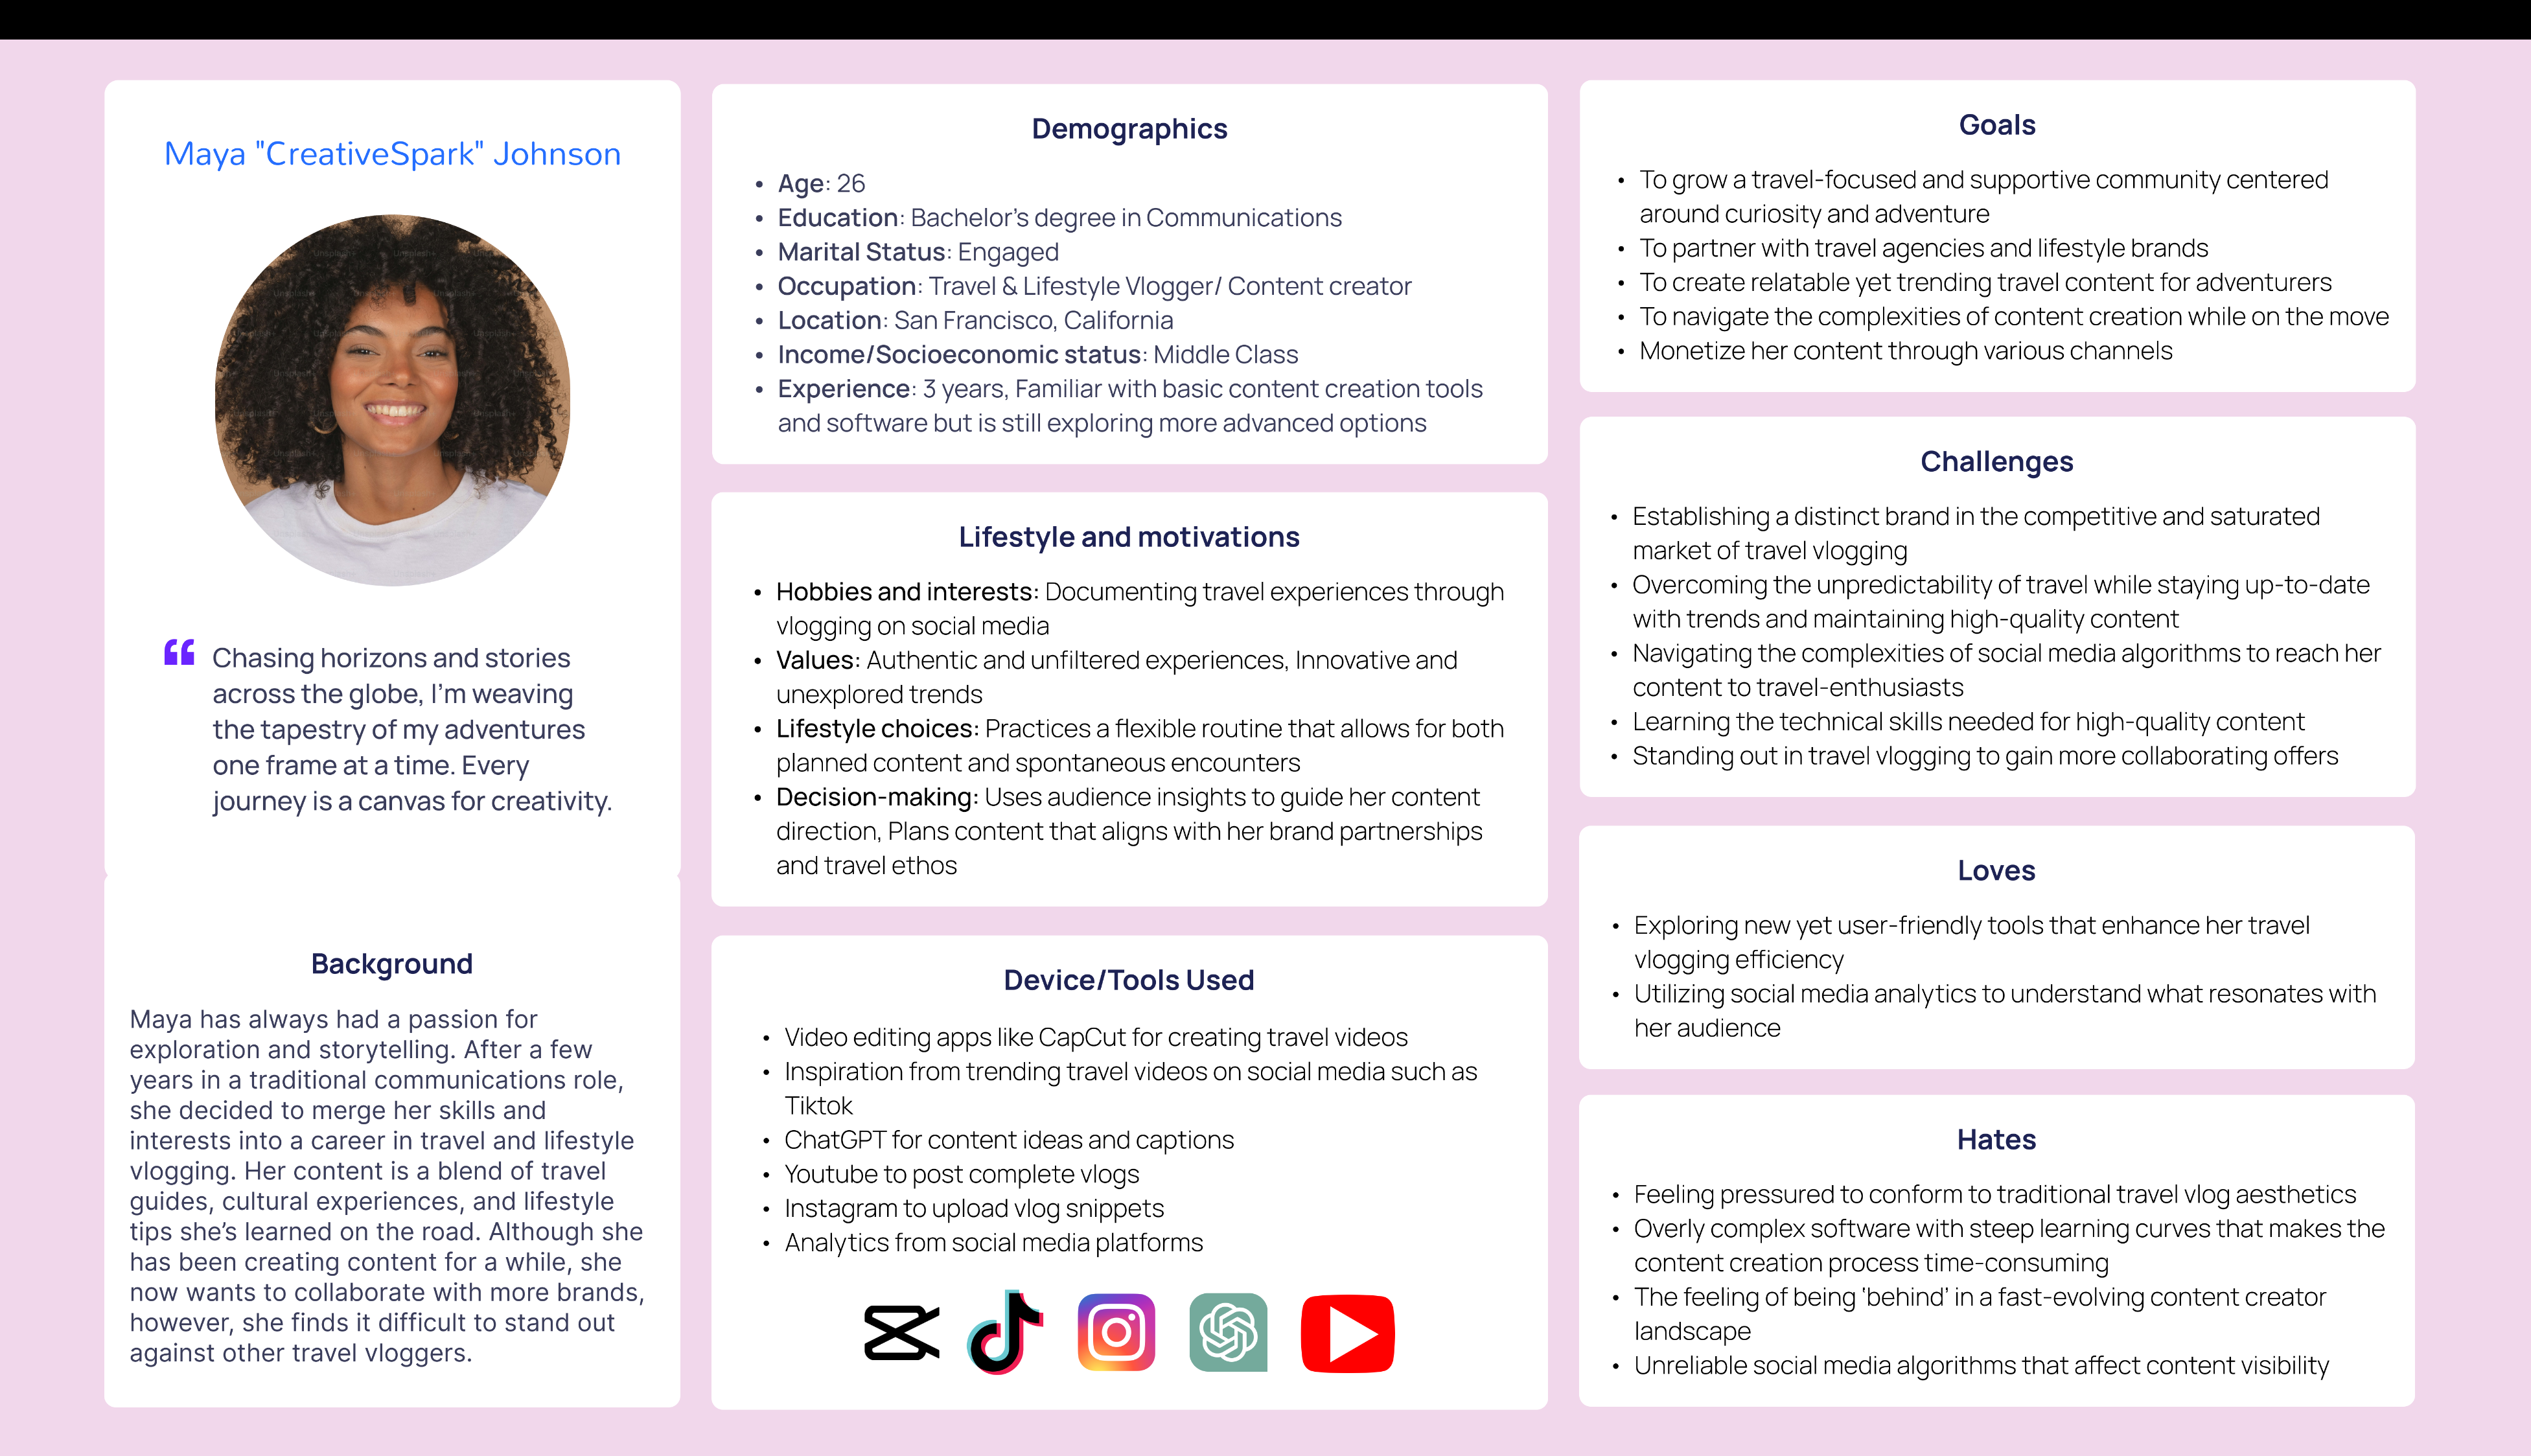 Maya "CreativeSpark" Johnson
Unsplash+
“ Chasing horizons and stories
across the globe, I’m weaving
the tapestry of my adventures
one frame at a time. Every
journey is a canvas for creativity.
Background
Maya has always had a passion for
exploration and storytelling. After a few
years in a traditional communications role,
she decided to merge her skills and
interests into a career in travel and lifestyle
vlogging. Her content is a blend of travel
guides, cultural experiences, and lifestyle
tips she’s learned on the road. Although she
has been creating content for a while, she
now wants to collaborate with more brands,
however, she finds it difficult to stand out
against other travel vloggers.
Demographics
• Age: 26
• Education: Bachelor’s degree in Communications
• Marital Status: Engaged
• Occupation: Travel & Lifestyle Vlogger/ Content creator
• Location: San Francisco, California
• Income/Socioeconomic status: Middle Class
• Experience: 3 years, Familiar with basic content creation tools
and software but is still exploring more advanced options
Lifestyle and motivations
• Hobbies and interests: Documenting travel experiences through
vlogging on social media
• Values: Authentic and unfiltered experiences, Innovative and
unexplored trends
• Lifestyle choices: Practices a flexible routine that allows for both
planned content and spontaneous encounters
• Decision-making: Uses audience insights to guide her content
direction, Plans content that aligns with her brand partnerships
and travel ethos
Device/Tools Used
• Video editing apps like CapCut for creating travel videos
• Inspiration from trending travel videos on social media such as
Tiktok
• ChatGPT for content ideas and captions
• Youtube to post complete vlogs
• Instagram to upload vlog snippets
• Analytics from social media platforms
Goals
• To grow a travel-focused and supportive community centered
around curiosity and adventure
• To partner with travel agencies and lifestyle brands
• To create relatable yet trending travel content for adventurers
• To navigate the complexities of content creation while on the move
• Monetize her content through various channels
Challenges
• Establishing a distinct brand in the competitive and saturated
market of travel vlogging
• Overcoming the unpredictability of travel while staying up-to-date
with trends and maintaining high-quality content
• Navigating the complexities of social media algorithms to reach her
content to travel-enthusiasts
• Learning the technical skills needed for high-quality content
• Standing out in travel vlogging to gain more collaborating offers
Loves
• Exploring new yet user-friendly tools that enhance her travel
vlogging efficiency
• Utilizing social media analytics to understand what resonates with
her audience
Hates
• Feeling pressured to conform to traditional travel vlog aesthetics
• Overly complex software with steep learning curves that makes the
content creation process time-consuming
• The feeling of being ‘behind’ in a fast-evolving content creator
landscape
• Unreliable social media algorithms that affect content visibility